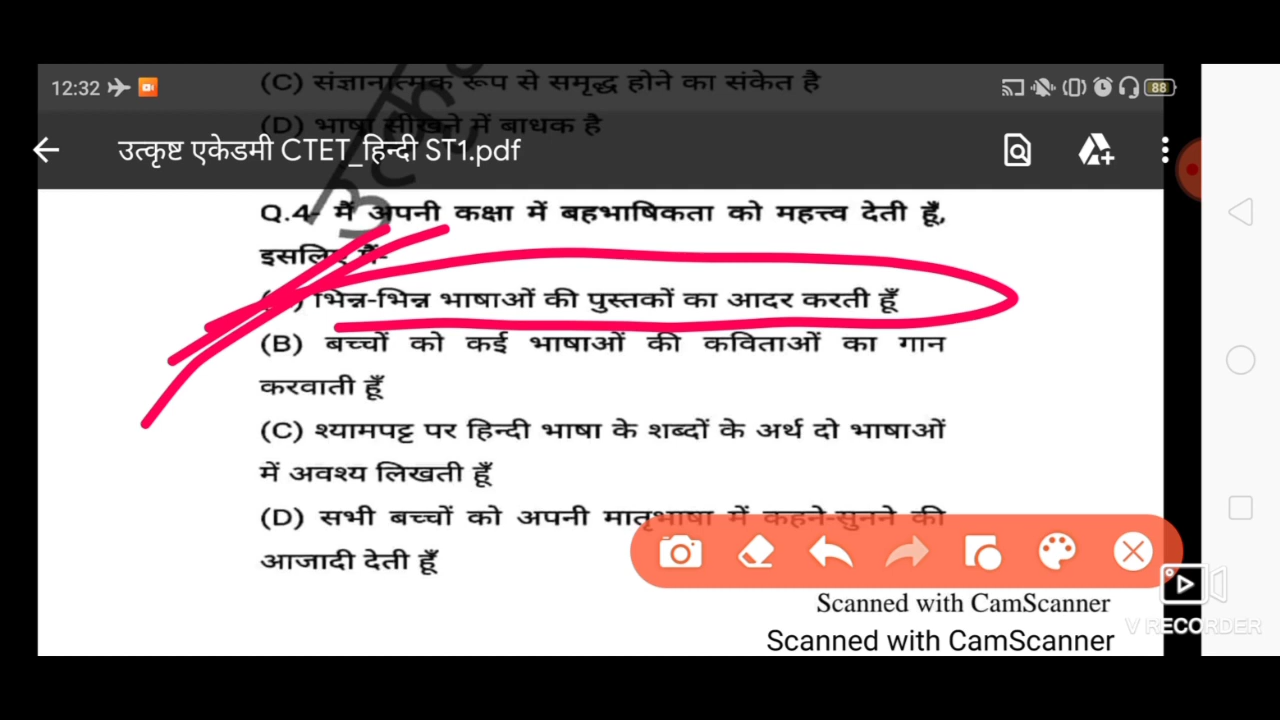 (C) संज्ञानात्मक रूप से समृद्ध होने का संकेत है
12:32
88
(D) भाषा सीखने में बाधक है
उत्कृष्ट एकेडमी CTET_हिन्दी ST1.pdf
Q.4- मैं अपनी कक्षा में बहभाषिकता को महत्त्व देती हूँ,
इसलिए मैं-
भिन्न-भिन्न भाषाओं की पुस्तकों का आदर करती हूँ
(B) बच्चों को कई भाषाओं की कविताओं का गान
करवाती हूँ
(C) श्यामपट्ट पर हिन्दी भाषा के शब्दों के अर्थ दो भाषाओं
में अवश्य लिखती हूँ
(D) सभी बच्चों को अपनी मातृभाषा में कहने-सुनने की
आजादी देती हूँ
Scanned with CamScanner
V RECORDER
Scanned with CamScanner